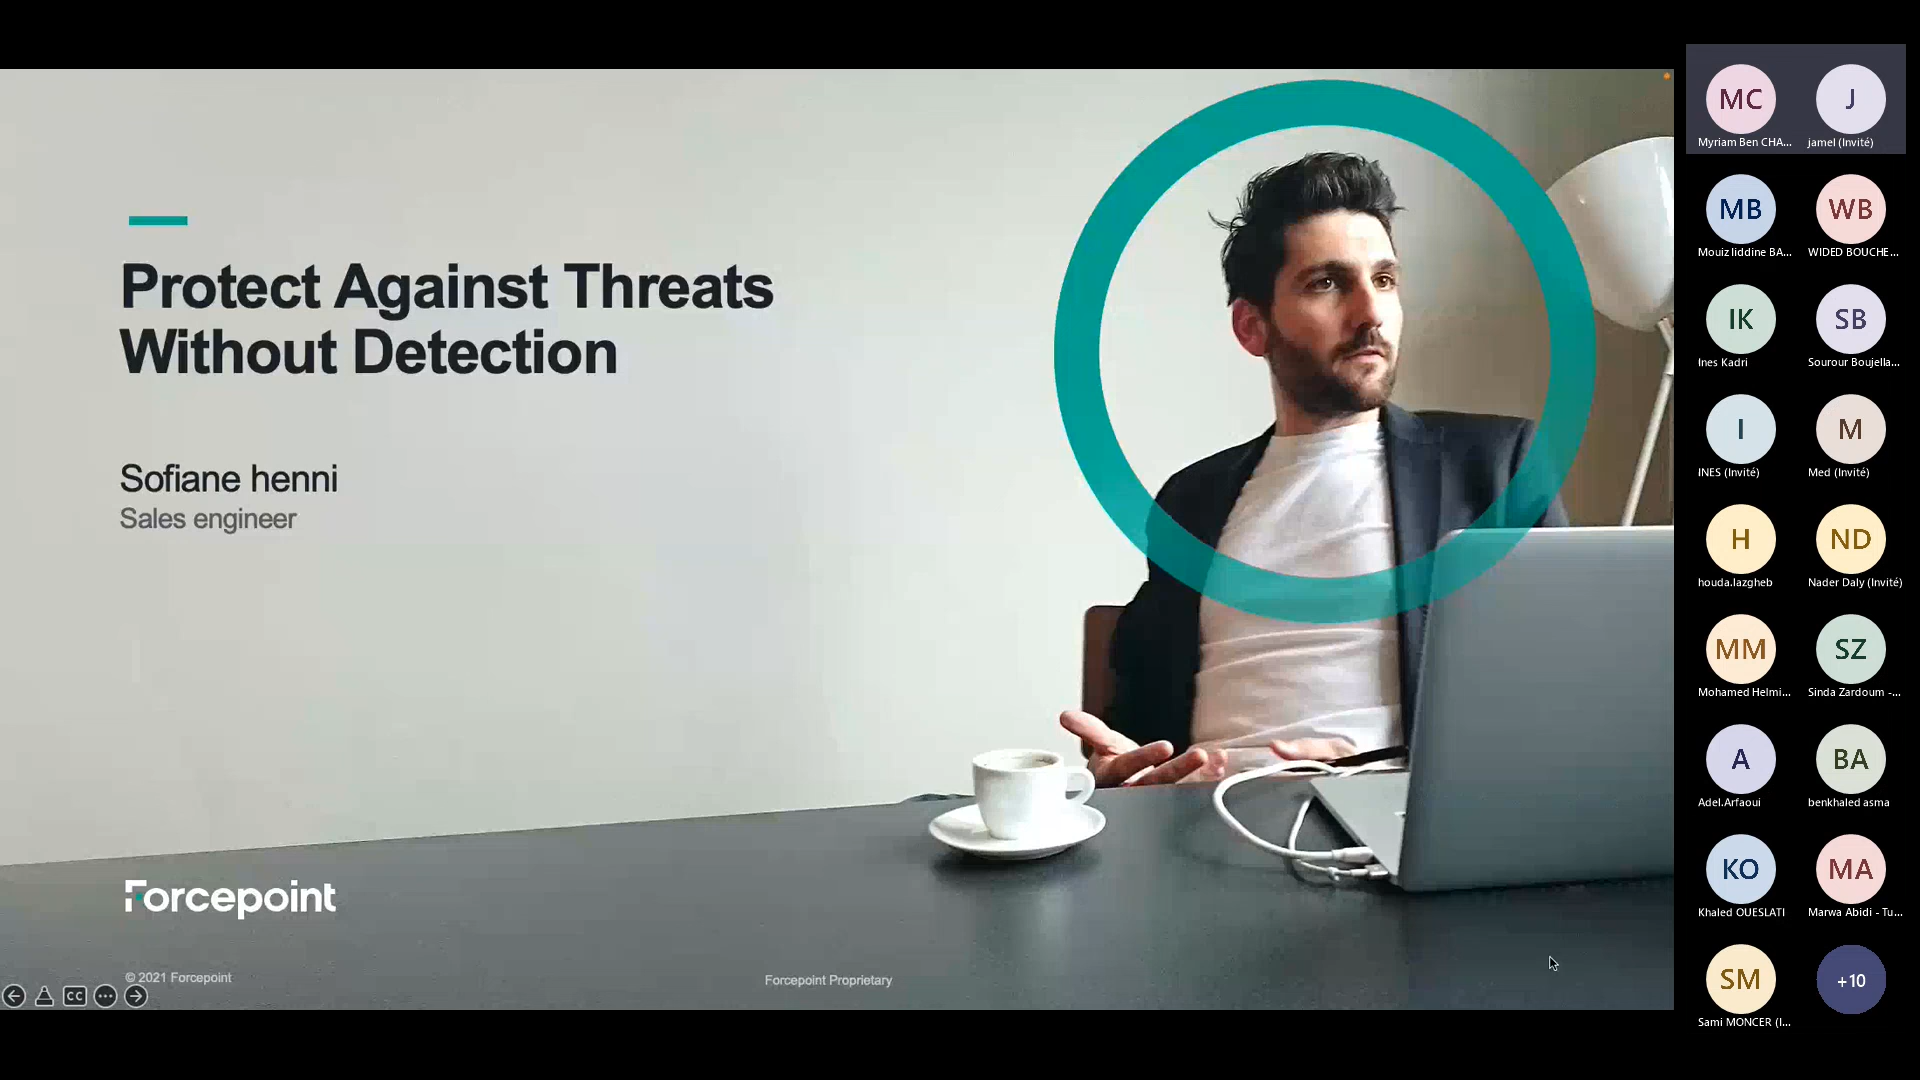 Protect Against Threats
Without Detection
Sofiane henni
Sales engineer
Forcepoint
© 2021 Forcepoint
Forcepoint Proprietary
CC
MC
Myriam Ben CHA...
J
jamel (Invité)
MB
Mouiz liddine BA...
WB
WIDED BOUCHE...
IK
Ines Kadri
SB
Sourour Boujella...
I
INES (Invité)
M
Med (Invité)
H
houda.lazgheb
ND
Nader Daly (Invité)
MM
Mohamed Helmi...
SZ
Sinda Zardoum -...
A
Adel.Arfaoui
BA
benkhaled asma
KO
Khaled OUESLATI
MA
Marwa Abidi - Tu...
SM
Sami MONCER (I...
+10